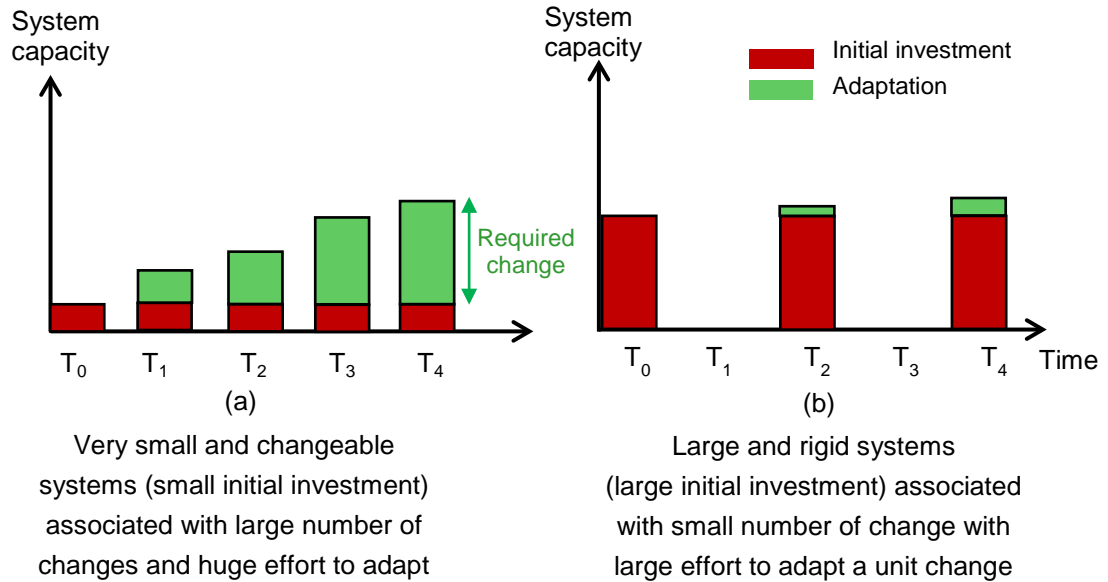 System
capacity
Required
change
T0
T1
T2
T3
T4
(a)
Very small and changeable
systems (small initial investment)
associated with large number of
changes and huge effort to adapt
System
capacity
Initial investment
Adaptation
T0
T1
T2
T3
T4
Time
(b)
Large and rigid systems
(large initial investment) associated
with small number of change with
large effort to adapt a unit change